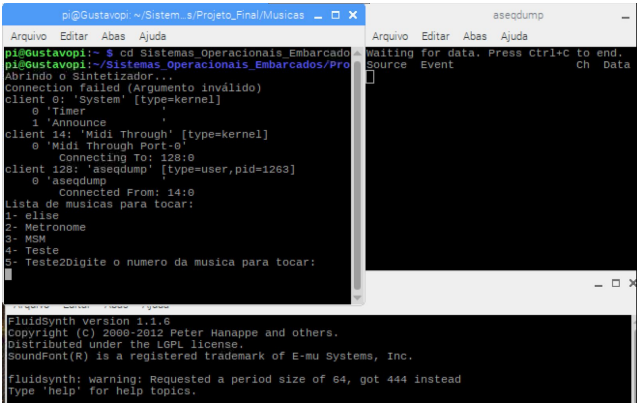 pi@Gustavopi: ~/Sistem...s/Projeto_Final/Musicas
Arquivo Editar Abas Ajuda
pi@Gustavopi:~ $ cd Sistemas_Operacionais_Embarcado
pi@Gustavopi:~/Sistemas_Operacionais_Embarcados/Pro
Abrindo o Sintetizador...
Connection failed (Argumento inválido)
client 0: 'System' [type=kernel]
0 'Timer '
1 'Announce '
client 14: 'Midi Through' [type=kernel]
0 'Midi Through Port-0'
Connecting To: 128:0
client 128: 'aseqdump' [type=user,pid=1263]
0 'aseqdump '
Connected From: 14:0
Lista de musicas para tocar:
1- elise
2- Metronome
3- MSM
4- Teste
5- Teste2Digite o numero da musica para tocar:
aseqdump
Arquivo Editar Abas Ajuda
Waiting for data. Press Ctrl+C to end.
Source Event Ch Data
FluidSynth version 1.1.6
Copyright (C) 2000-2012 Peter Hanappe and others.
Distributed under the LGPL license.
SoundFont(R) is a registered trademark of E-mu Systems, Inc.
fluidsynth: warning: Requested a period size of 64, got 444 instead
Type 'help' for help topics.